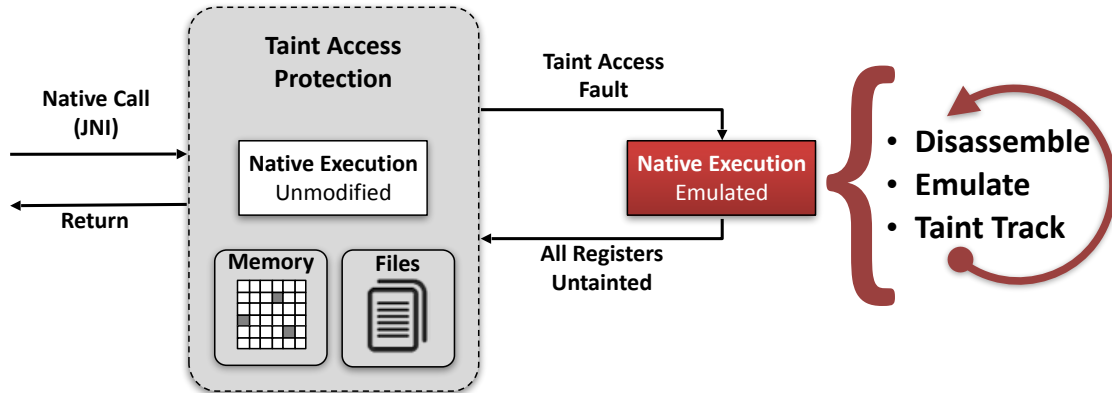 Taint Access
Protection
Native Call
(JNI)
Return
Native Execution
Unmodified
Memory
Files
Taint Access
Fault
Native Execution
Emulated
All Registers
Untainted
• Disassemble
• Emulate
• Taint Track